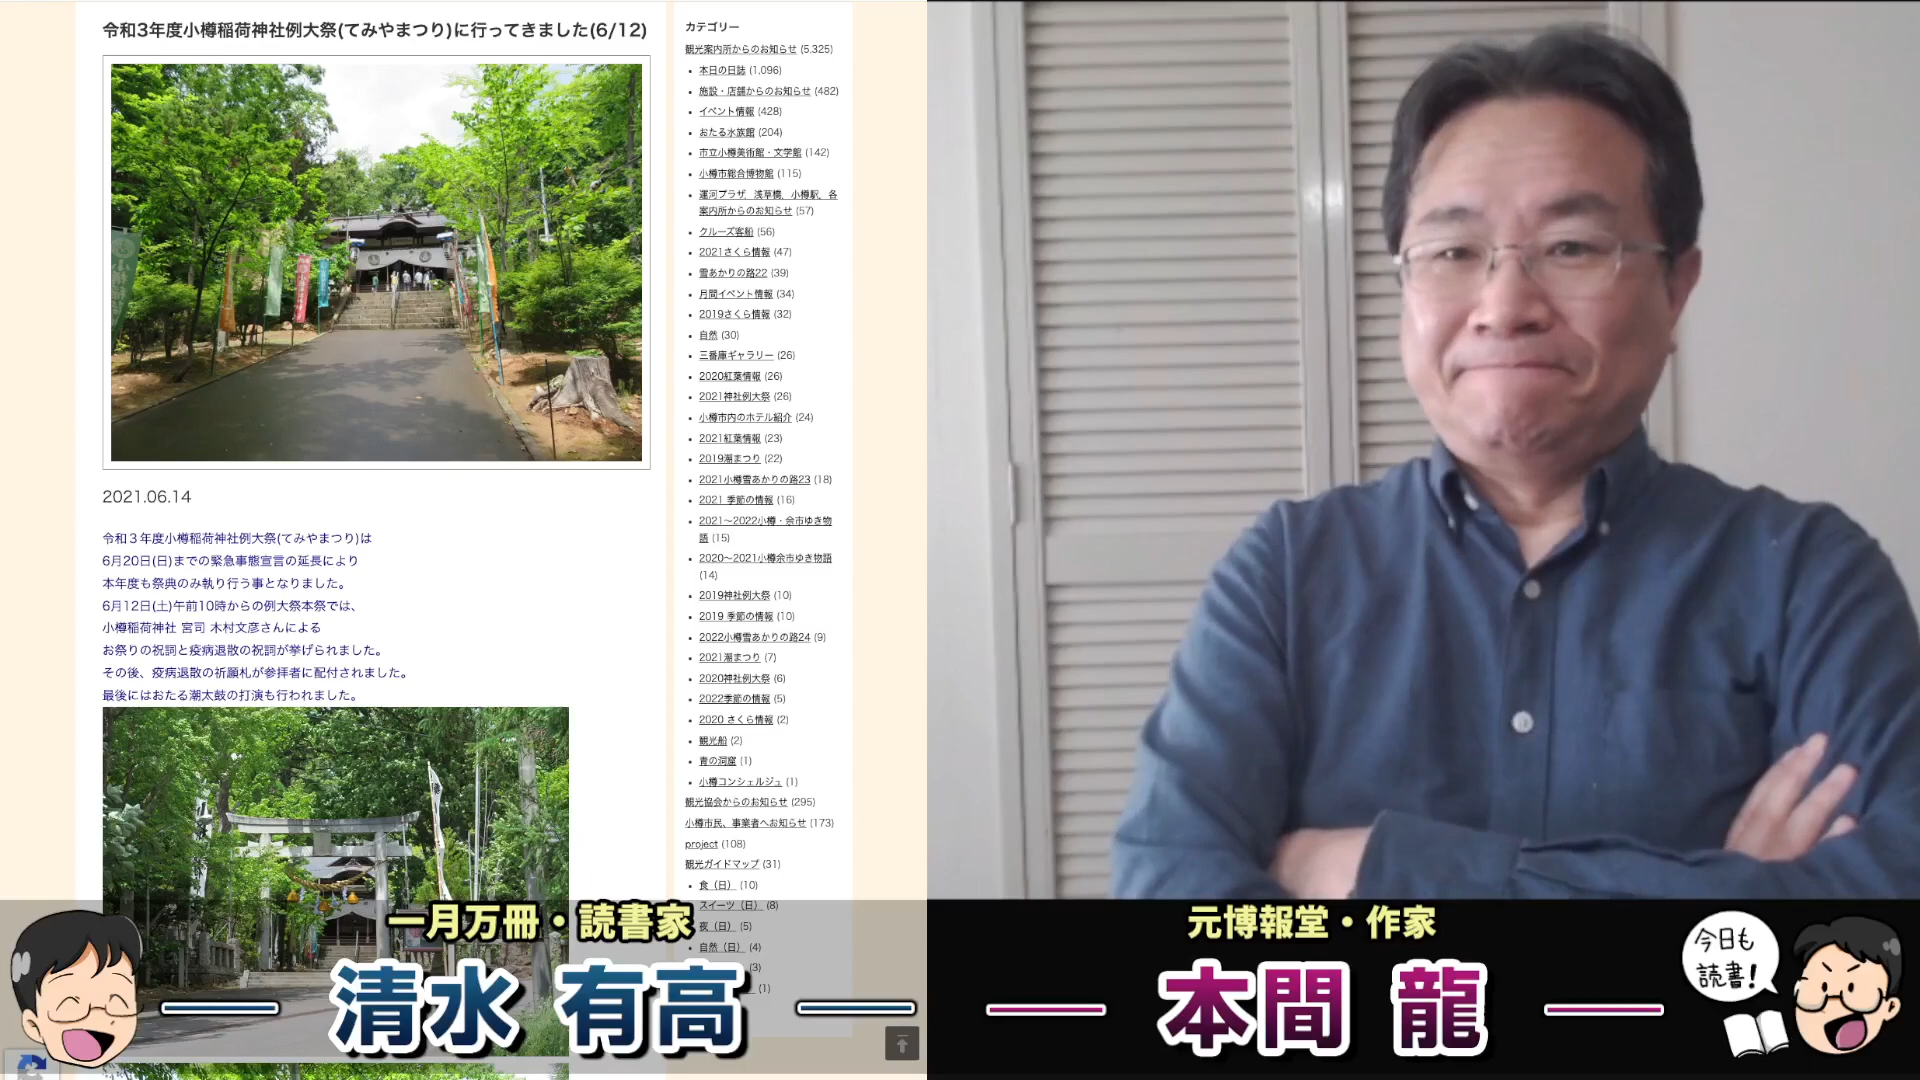 令和3年度小樽稲荷神社例大祭(てみやまつり)に行ってきました(6/12)
2021.06.14
令和３年度小樽稲荷神社例大祭(てみやまつり)は
6月20日(日)までの緊急事態宣言の延長により
本年度も祭典のみ執り行う事となりました。
6月12日(土)午前10時からの例大祭本祭では、
小樽稲荷神社 宮司 木村文彦さんによる
お祭りの祝詞と疫病退散の祝詞が挙げられました。
その後、疫病退散の祈願札が参拝者に配付されました。
最後にはおたる潮太鼓の打演も行われました。
カテゴリー
観光案内所からのお知らせ (5,325)
本日の日誌 (1,096)
施設・店舗からのお知らせ (482)
イベント情報 (428)
おたる水族館 (204)
市立小樽美術館・文学館 (142)
小樽市総合博物館 (115)
運河プラザ、浅草橋、小樽駅、各
案内所からのお知らせ (57)
クルーズ客船 (56)
2021さくら情報 (47)
雪あかりの路22 (39)
月間イベント情報 (34)
2019さくら情報 (32)
自然 (30)
三番庫ギャラリー (26)
2020紅葉情報 (26)
2021神社例大祭 (26)
小樽市内のホテル紹介 (24)
2021紅葉情報 (23)
2019潮まつり (22)
2021小樽雪あかりの路23 (18)
2021 季節の情報 (16)
2021～2022小樽・余市ゆき物
語 (15)
2020～2021小樽余市ゆき物語
(14)
2019神社例大祭 (10)
2019 季節の情報 (10)
2022小樽雪あかりの路24 (9)
2021潮まつり (7)
2020神社例大祭 (6)
2022季節の情報 (5)
2020 さくら情報 (2)
観光船 (2)
青の洞窟 (1)
小樽コンシェルジュ (1)
観光協会からのお知らせ (295)
小樽市民、事業者へお知らせ (173)
project (108)
観光ガイドマップ (31)
食（日） (10)
スイーツ（日） (8)
夜（日） (5)
自然（日） (4)
(3)
(1)
一月万冊・読書家
清水 有高
元博報堂・作家
本間 龍
今日も
読書!